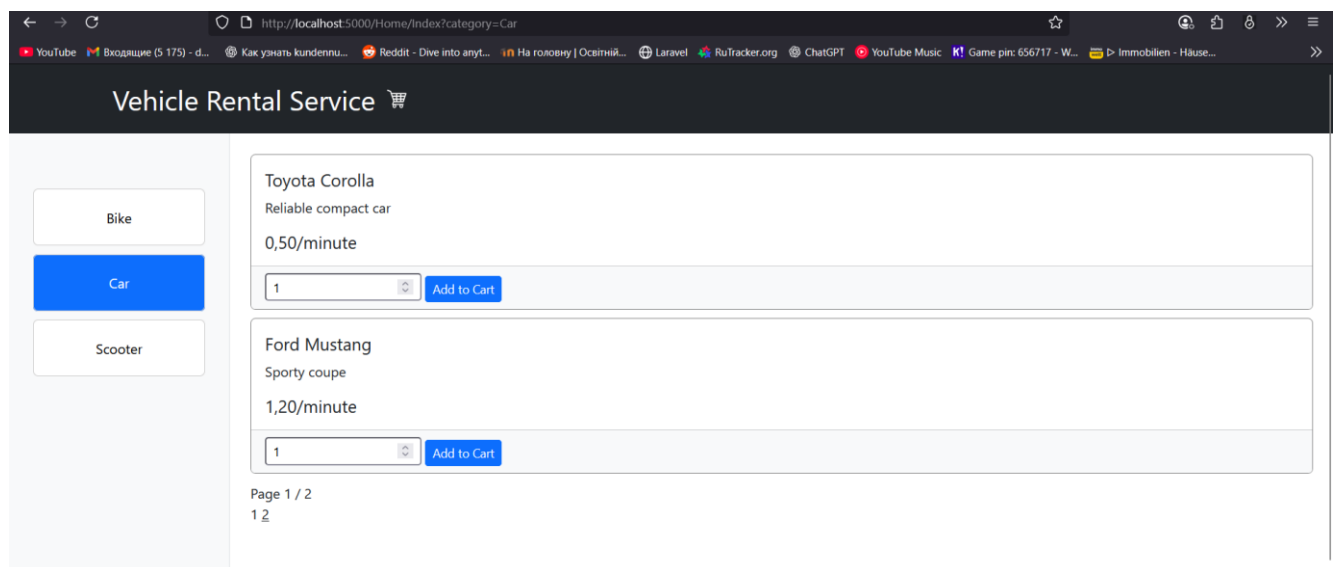 http://localhost:5000/Home/Index?category=Car
YouTube Входящие (5 175) - d... Как узнать kundennu... Reddit - Dive into anyt... На головну | Освітній... Laravel RuTracker.org ChatGPT YouTube Music K! Game pin: 656717 - W... ▷ Immobilien - Häuse...
Vehicle Rental Service
Bike
Car
Scooter
Toyota Corolla
Reliable compact car
0,50/minute
1
Add to Cart
Ford Mustang
Sporty coupe
1,20/minute
1
Add to Cart
Page 1 / 2
1 2